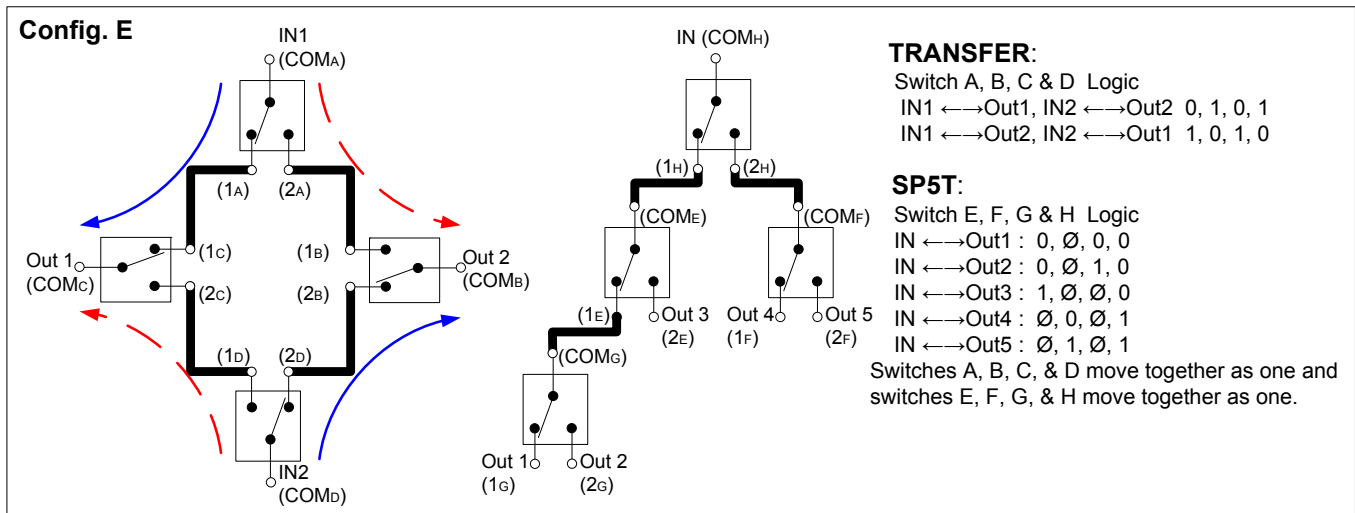 Config. E
IN1
(COMA)
(1A)
(2A)
Out 1
(COMC)
(1C)
(2C)
(1B)
(2B)
Out 2
(COMB)
(1D)
(2D)
IN2
(COMD)
IN (COMH)
(1H)
(2H)
(COME)
(COMF)
(1E)
Out 3
(2E)
Out 4
(1F)
Out 5
(2F)
(COMG)
Out 1
(1G)
Out 2
(2G)
TRANSFER:
Switch A, B, C & D Logic
IN1 ←→Out1, IN2 ←→Out2 0, 1, 0, 1
IN1 ←→Out2, IN2 ←→Out1 1, 0, 1, 0
SP5T:
Switch E, F, G & H Logic
IN ←→Out1 : 0, Ø, 0, 0
IN ←→Out2 : 0, Ø, 1, 0
IN ←→Out3 : 1, Ø, Ø, 0
IN ←→Out4 : Ø, 0, Ø, 1
IN ←→Out5 : Ø, 1, Ø, 1
Switches A, B, C, & D move together as one and
switches E, F, G, & H move together as one.